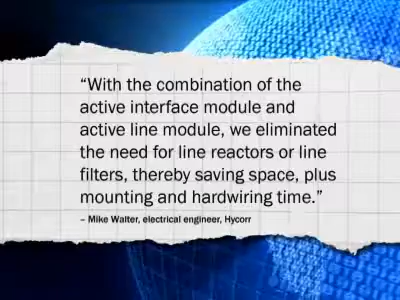 “With the combination of the
active interface module and
active line module, we eliminated
the need for line reactors or line
filters, thereby saving space, plus
mounting and hardwiring time.”
– Mike Walter, electrical engineer, Hycorr